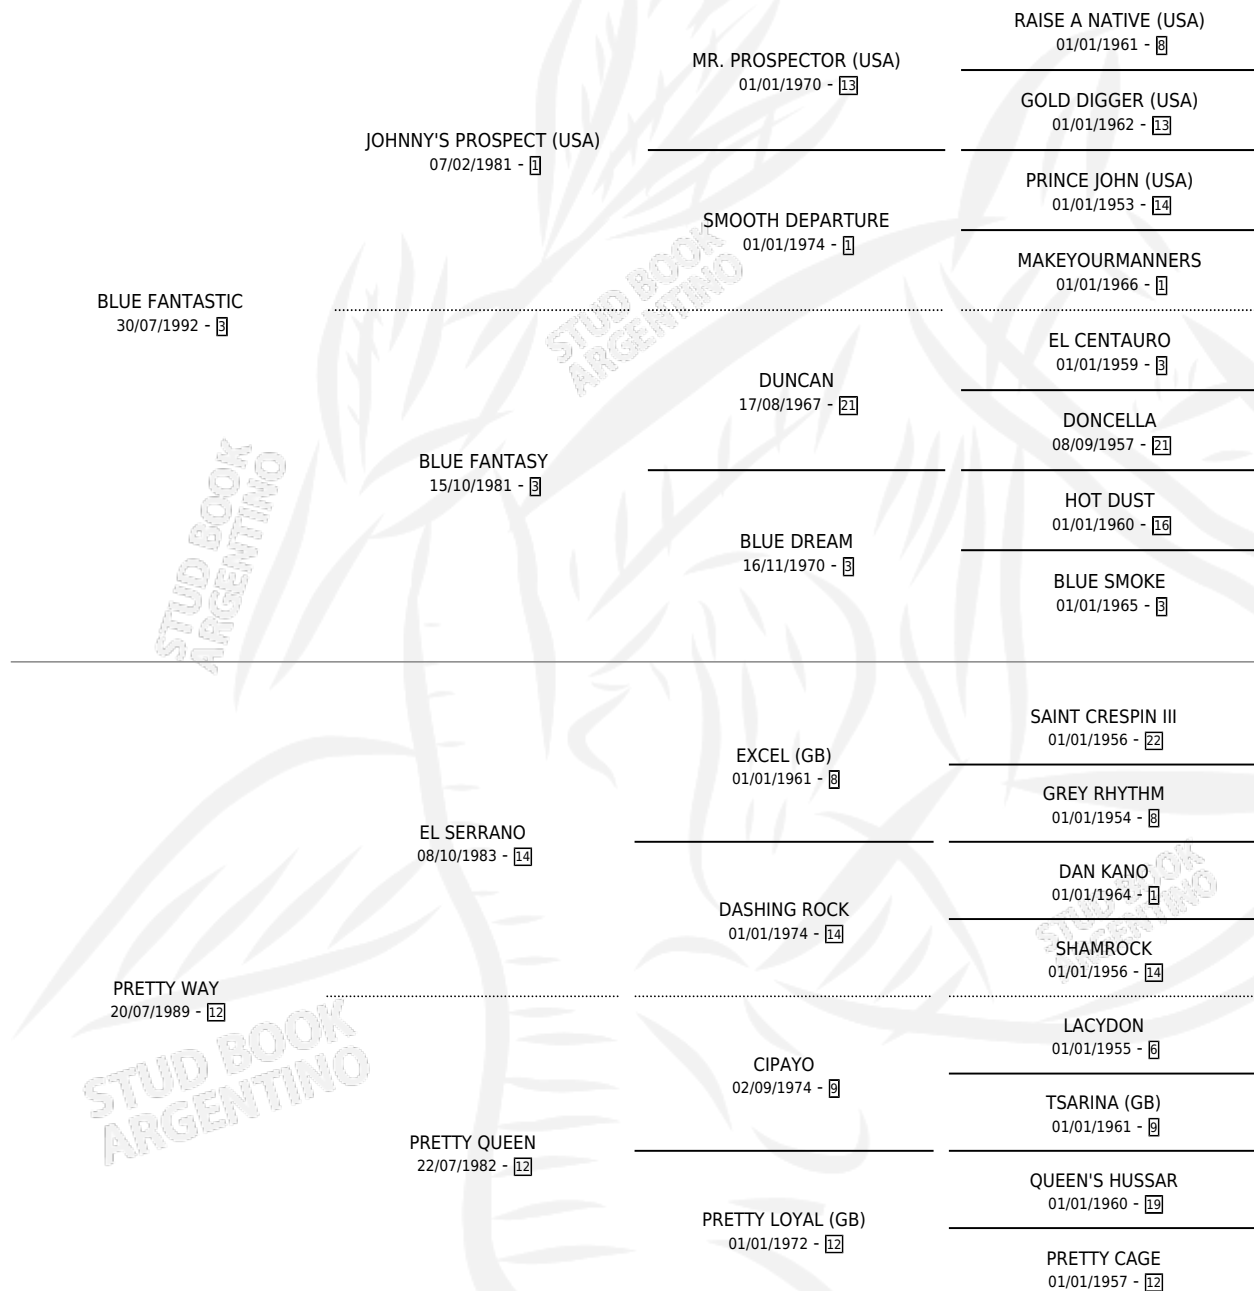 RAISE A NATIVE (USA)
01/01/1961 - 8
MR. PROSPECTOR (USA)
01/01/1970 - 13
GOLD DIGGER (USA)
01/01/1962 - 13
JOHNNY'S PROSPECT (USA)
07/02/1981 - 1
PRINCE JOHN (USA)
01/01/1953 - 14
SMOOTH DEPARTURE
01/01/1974 - 1
MAKEYOURMANNERS
01/01/1966 - 1
BLUE FANTASTIC
30/07/1992 - 3
EL CENTAURO
01/01/1959 - 3
DUNCAN
17/08/1967 - 21
DONCELLA
08/09/1957 - 21
BLUE FANTASY
15/10/1981 - 3
HOT DUST
01/01/1960 - 16
BLUE DREAM
16/11/1970 - 3
BLUE SMOKE
01/01/1965 - 3
SAINT CRESPIN III
01/01/1956 - 22
EXCEL (GB)
01/01/1961 - 8
GREY RHYTHM
01/01/1954 - 8
EL SERRANO
08/10/1983 - 14
DAN KANO
01/01/1964 - 1
DASHING ROCK
01/01/1974 - 14
SHAMROCK
01/01/1956 - 14
PRETTY WAY
20/07/1989 - 12
LACYDON
01/01/1955 - 6
CIPAYO
02/09/1974 - 9
TSARINA (GB)
01/01/1961 - 9
PRETTY QUEEN
22/07/1982 - 12
QUEEN'S HUSSAR
01/01/1960 - 19
PRETTY LOYAL (GB)
01/01/1972 - 12
PRETTY CAGE
01/01/1957 - 12
STUD BOOK
ARGENTINO
STUD BOOK
ARGENTINO
STUD BOOK
ARGENTINO
STUD BOOK
ARGENTINO